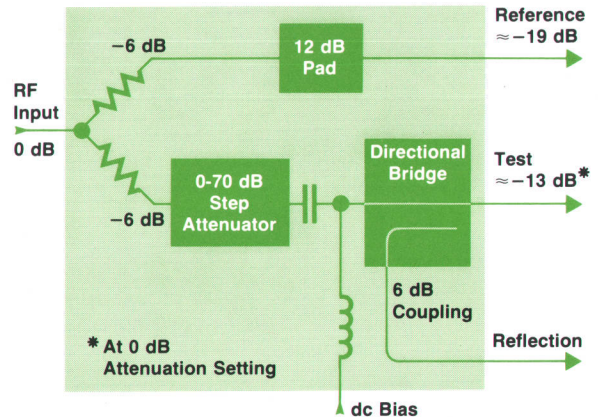 Reference
≈ −19 dB
−6 dB
12 dB
Pad
RF
Input
0 dB
Directional
Bridge
Test
≈ −13 dB*
0-70 dB
Step
Attenuator
−6 dB
6 dB
Coupling
* At 0 dB
Attenuation Setting
Reflection
dc Bias